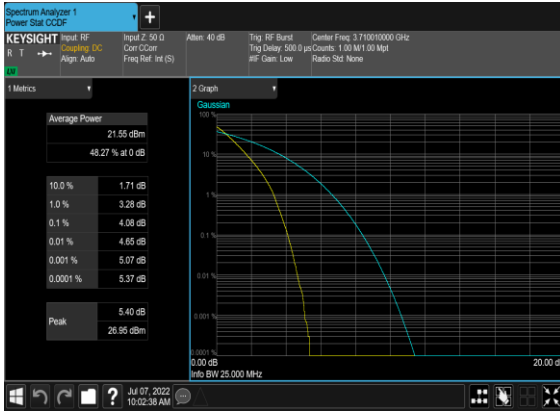 Spectrum Analyzer 1
Power Stat CCDF
+
KEYSIGHT
R T
Input: RF
Coupling: DC
Align: Auto
Input Z: 50 Ω
Corr CCorr
Freq Ref: Int (S)
Atten: 40 dB
Trig: RF Burst
Trig Delay: 500.0 µs
#IF Gain: Low
Center Freq: 3.710010000 GHz
Counts: 1.00 M/1.00 Mpt
Radio Std: None
1 Metrics
Average Power
21.55 dBm
48.27 % at 0 dB
10.0 % 1.71 dB
1.0 % 3.28 dB
0.1 % 4.08 dB
0.01 % 4.65 dB
0.001 % 5.07 dB
0.0001 % 5.37 dB
Peak
5.40 dB
26.95 dBm
2 Graph
Gaussian
100 %
10 %
1 %
0.1 %
0.01 %
0.001 %
0.0001 %
0.00 dB
20.00 d
Info BW 25.000 MHz
?
Jul 07, 2022
10:02:38 AM